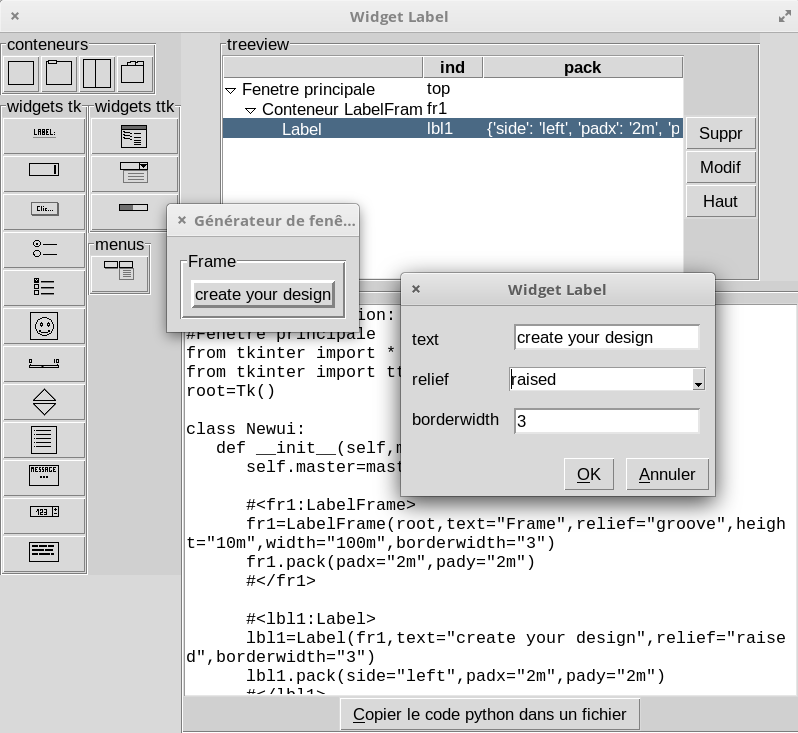 Widget Label
conteneurs
widgets tk
widgets ttk
LABEL:
Clic...
MESSAGE
123
menus
treeview
ind pack
Fenetre principale top
Conteneur LabelFram fr1
Label lbl1 {'side': 'left', 'padx': '2m', 'p
Suppr
Modif
Haut
Générateur de fenê...
Frame
create your design
Widget Label
text create your design
relief raised
borderwidth 3
OK Annuler
ion:
#Fenetre principale
from tkinter import *
from tkinter import tt
root=Tk()
class Newui:
def __init__(self,m
self.master=mast
#<fr1:LabelFrame>
fr1=LabelFrame(root,text="Frame",relief="groove",heigh
t="10m",width="100m",borderwidth="3")
fr1.pack(padx="2m",pady="2m")
#</fr1>
#<lbl1:Label>
lbl1=Label(fr1,text="create your design",relief="raise
d",borderwidth="3")
lbl1.pack(side="left",padx="2m",pady="2m")
#</lbl1>
Copier le code python dans un fichier